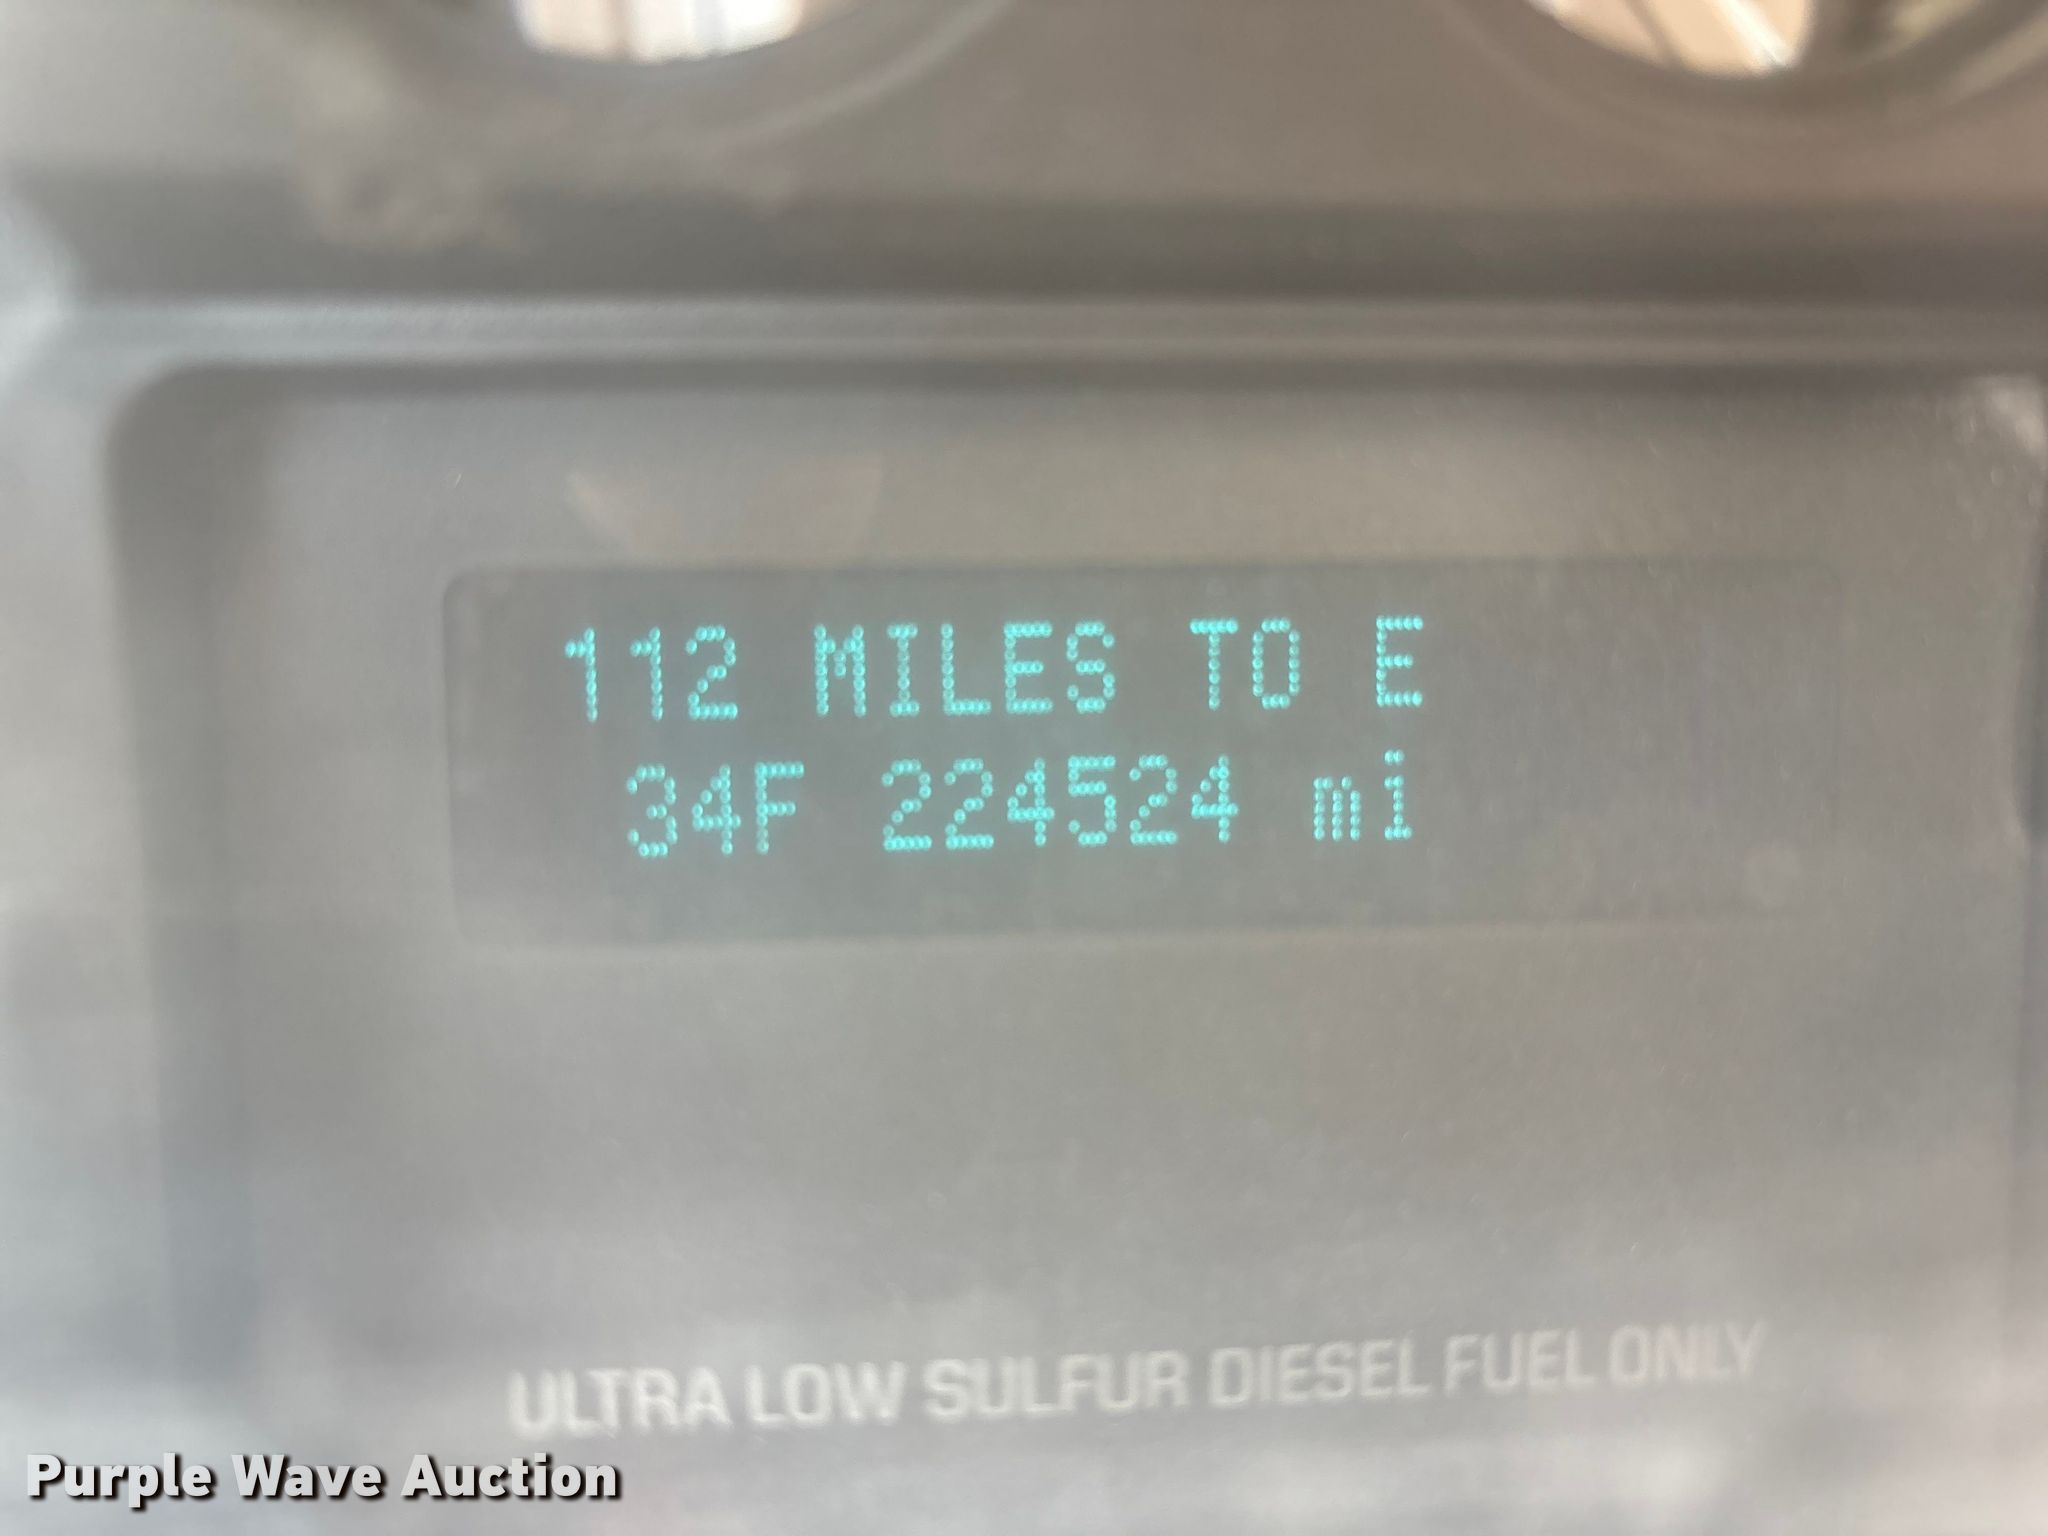 112 MILES TO E
34F 224524 mi
ULTRA LOW SULFUR DIESEL FUEL ONLY
Purple Wave Auction